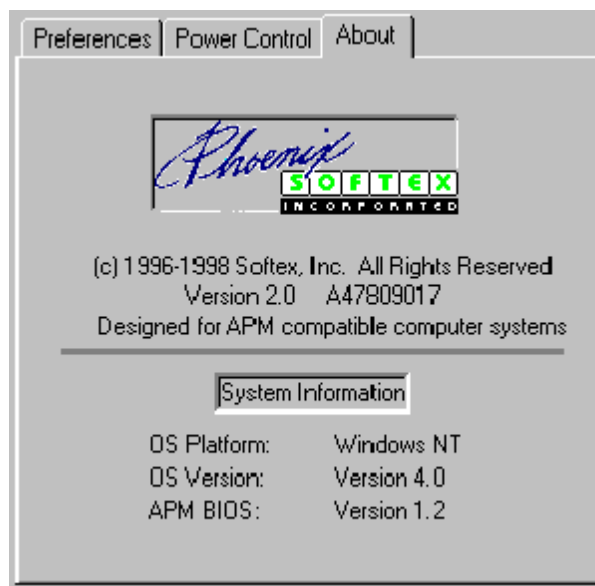 Preferences Power Control About
Phoenix
SOFTEX
INCORPORATED
(c) 1996-1998 Softex, Inc. All Rights Reserved
Version 2.0 A47809017
Designed for APM compatible computer systems
System Information
OS Platform: Windows NT
OS Version: Version 4.0
APM BIOS: Version 1.2